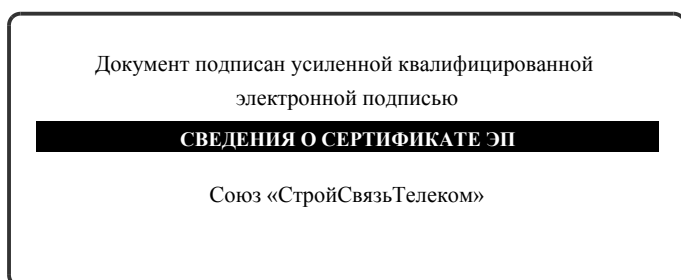 Документ подписан усиленной квалифицированной
электронной подписью
СВЕДЕНИЯ О СЕРТИФИКАТЕ ЭП
Союз «СтройСвязьТелеком»